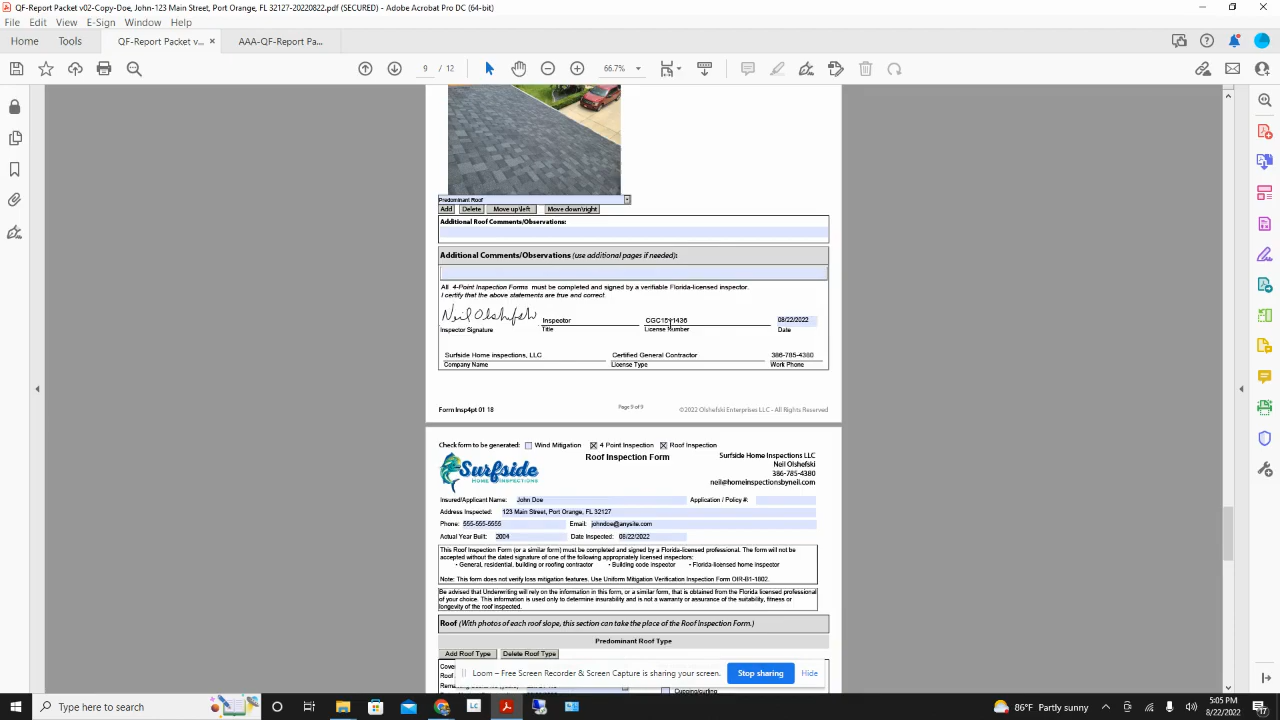 QF-Report Packet v02-Copy-Doe, John-123 Main Street, Port Orange, FL 32127-20220822.pdf (SECURED) - Adobe Acrobat Pro DC (64-bit)
File Edit View Sign Window Help
Home Tools QF-Report Packet v... × AAA-QF-Report Pa...
9 / 12 66.7%
Predominant Roof
Add Delete Move up\left Move down\right
Additional Roof Comments/Observations:
Additional Comments/Observations (use additional pages if needed):
All 4-Point Inspection Forms must be completed and signed by a verifiable Florida-licensed inspector.
I certify that the above statements are true and correct.
Neil Olshefski Inspector 08/22/2022
Inspector Signature Title License Number Date
Surfside Home inspections, LLC Certified General Contractor 386-785-4380
Company Name License Type Work Phone
Form Insp4pt 01 18 Page 9 of 9 ©2022 Olshefski Enterprises LLC - All Rights Reserved
Check form to be generated: Wind Mitigation 4 Point Inspection Roof Inspection
Roof Inspection Form
Surfside Home Inspections LLC
Neil Olshefski
386-785-4380
neil@homeinspectionsbyneil.com
Surfside
HOME INSPECTIONS
Insured/Applicant Name: John Doe Application / Policy #:
Address Inspected: 123 Main Street, Port Orange, FL 32127
Phone: 555-555-5555 Email: johndoe@anysite.com
Actual Year Built: 2004 Date Inspected: 08/22/2022
This Roof Inspection Form (or a similar form) must be completed and signed by a Florida-licensed professional. The form will not be
accepted without the dated signature of one of the following appropriately licensed inspectors:
• General, residential, building or roofing contractor • Building code inspector • Florida-licensed home inspector
Note: This form does not verify loss mitigation features. Use Uniform Mitigation Verification Inspection Form OIR-B1-1802.
Be advised that Underwriting will rely on the information in this form, or a similar form, that is obtained from the Florida licensed professional
of your choice. This information is used only to determine insurability and is not a warranty or assurance of the suitability, fitness or
longevity of the roof inspected.
Roof (With photos of each roof slope, this section can take the place of the Roof Inspection Form.)
Predominant Roof Type
Add Roof Type Delete Roof Type
Loom – Free Screen Recorder & Screen Capture is sharing your screen. Stop sharing Hide
Cupping/curling
Type here to search
LC
86°F Partly sunny
5:05 PM
8/22/2022